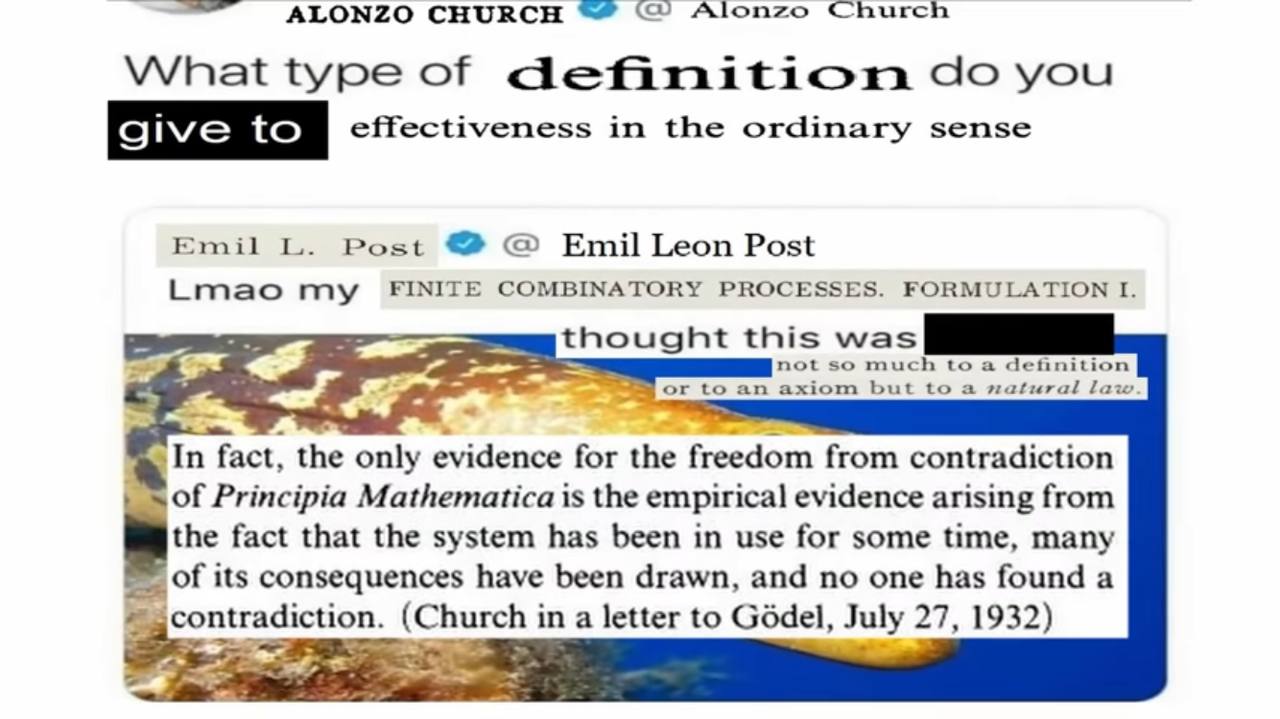 ALONZO CHURCH @ Alonzo Church
What type of definition do you
give to effectiveness in the ordinary sense
Emil L. Post @ Emil Leon Post
Lmao my FINITE COMBINATORY PROCESSES. FORMULATION I.
thought this was
not so much to a definition
or to an axiom but to a natural law.
In fact, the only evidence for the freedom from contradiction
of Principia Mathematica is the empirical evidence arising from
the fact that the system has been in use for some time, many
of its consequences have been drawn, and no one has found a
contradiction. (Church in a letter to Gödel, July 27, 1932)